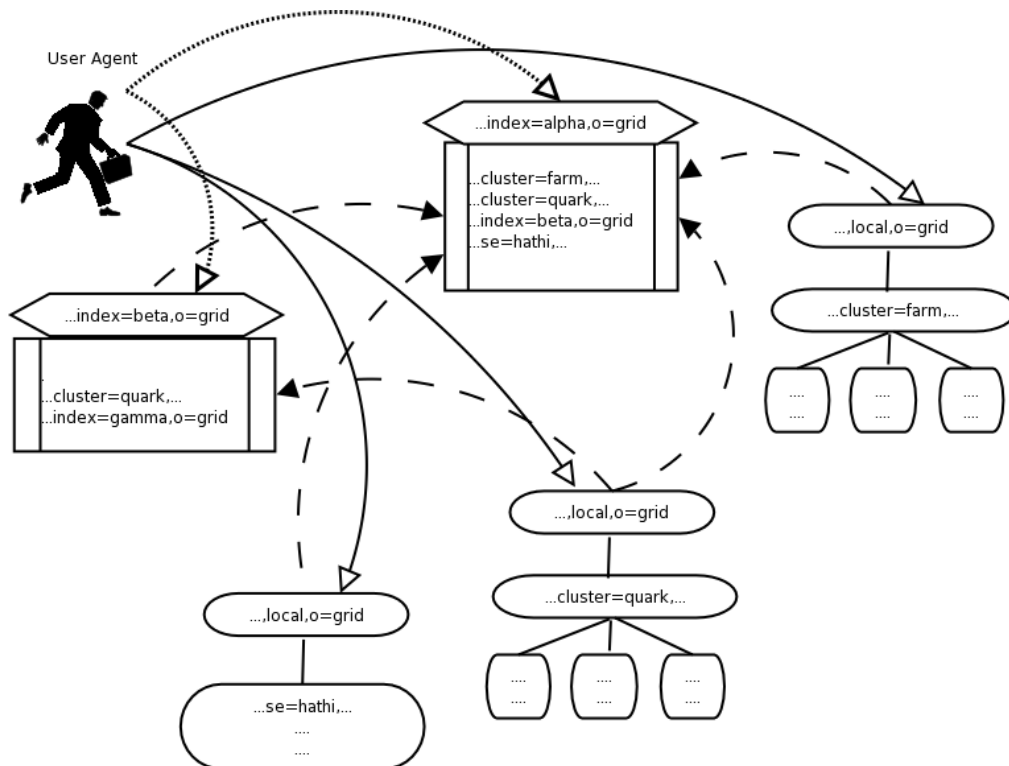 User Agent
...index=alpha,o=grid
...cluster=farm,...
...cluster=quark,...
...index=beta,o=grid
...se=hathi,...
...,local,o=grid
...cluster=farm,...
....
....
....
....
....
....
...index=beta,o=grid
.
...cluster=quark,...
...index=gamma,o=grid
...,local,o=grid
...cluster=quark,...
....
....
....
....
....
....
...,local,o=grid
...se=hathi,...
....
....